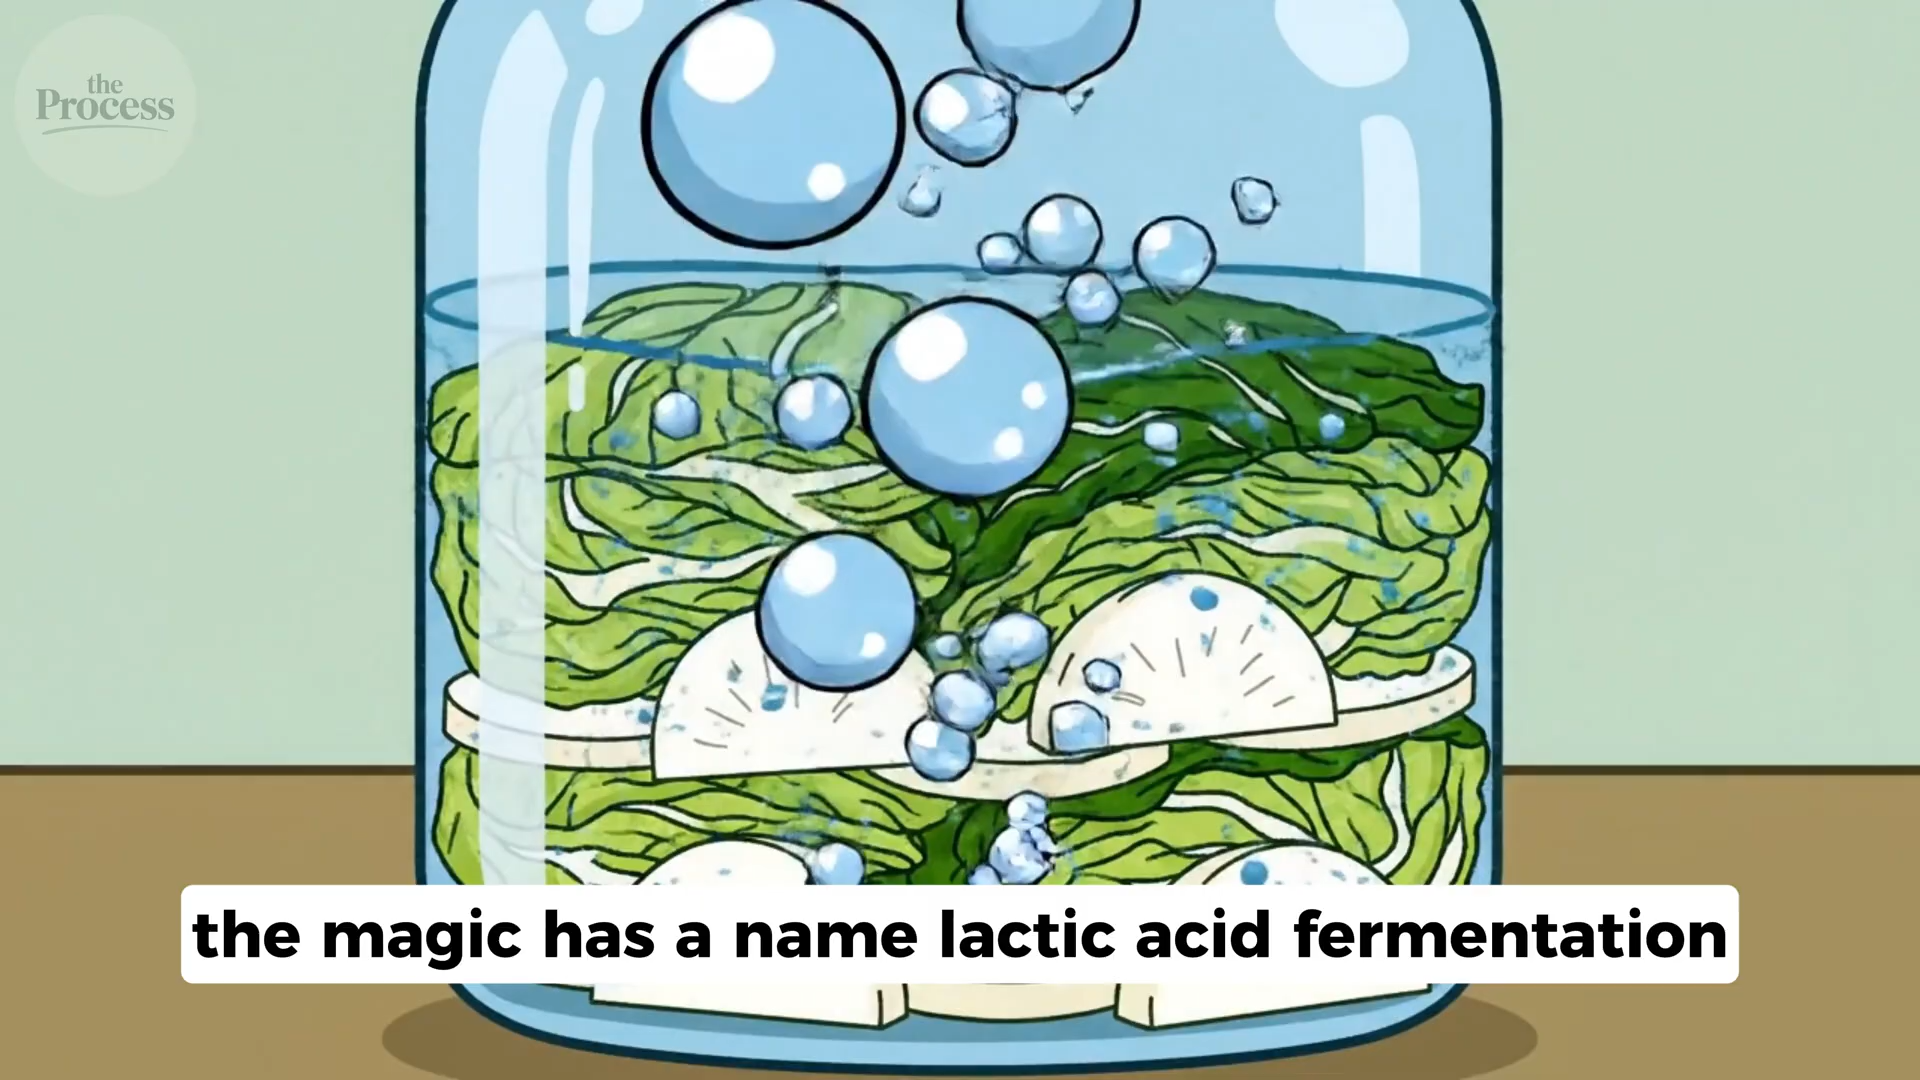 the
Process
the magic has a name lactic acid fermentation